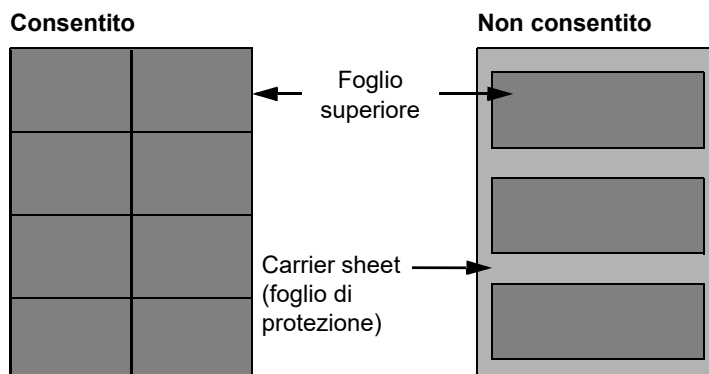 Consentito
Non consentito
Foglio
superiore
Carrier sheet
(foglio di
protezione)